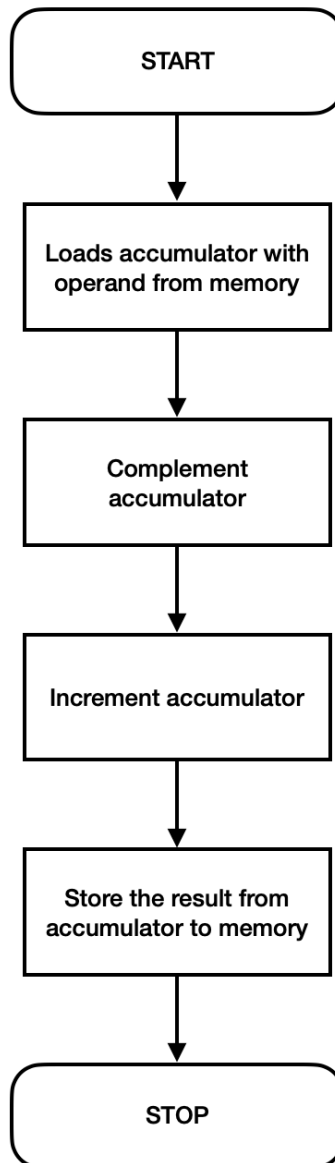 START
Loads accumulator with
operand from memory
Complement
accumulator
Increment accumulator
Store the result from
accumulator to memory
STOP